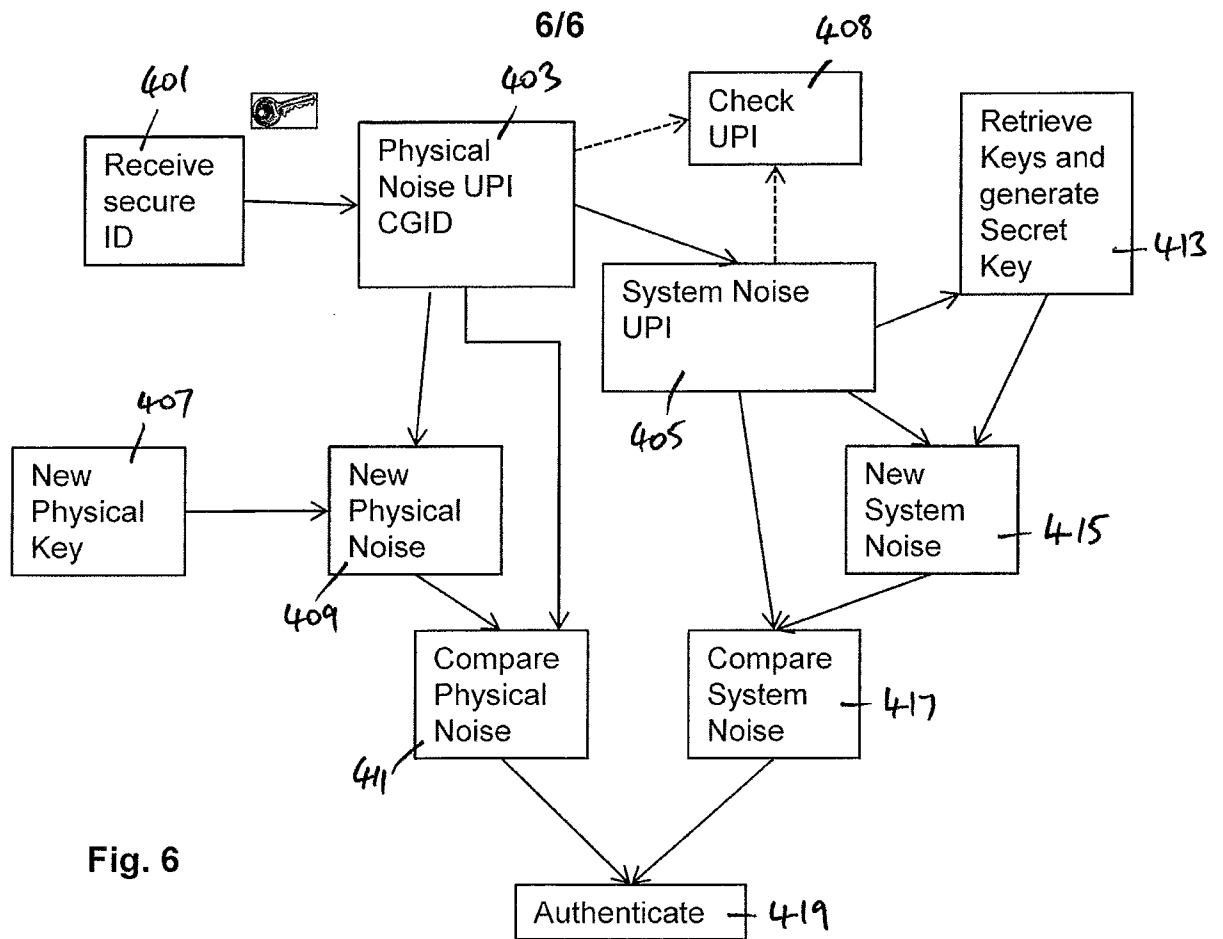 6/6
401
Receive
secure
ID
403
Physical
Noise UPI
CGID
408
Check
UPI
Retrieve
Keys and
generate
Secret
Key
413
System Noise
UPI
405
407
New
Physical
Key
New
Physical
Noise
409
New
System
Noise
415
Compare
Physical
Noise
411
Compare
System
Noise
417
Fig. 6
Authenticate
419